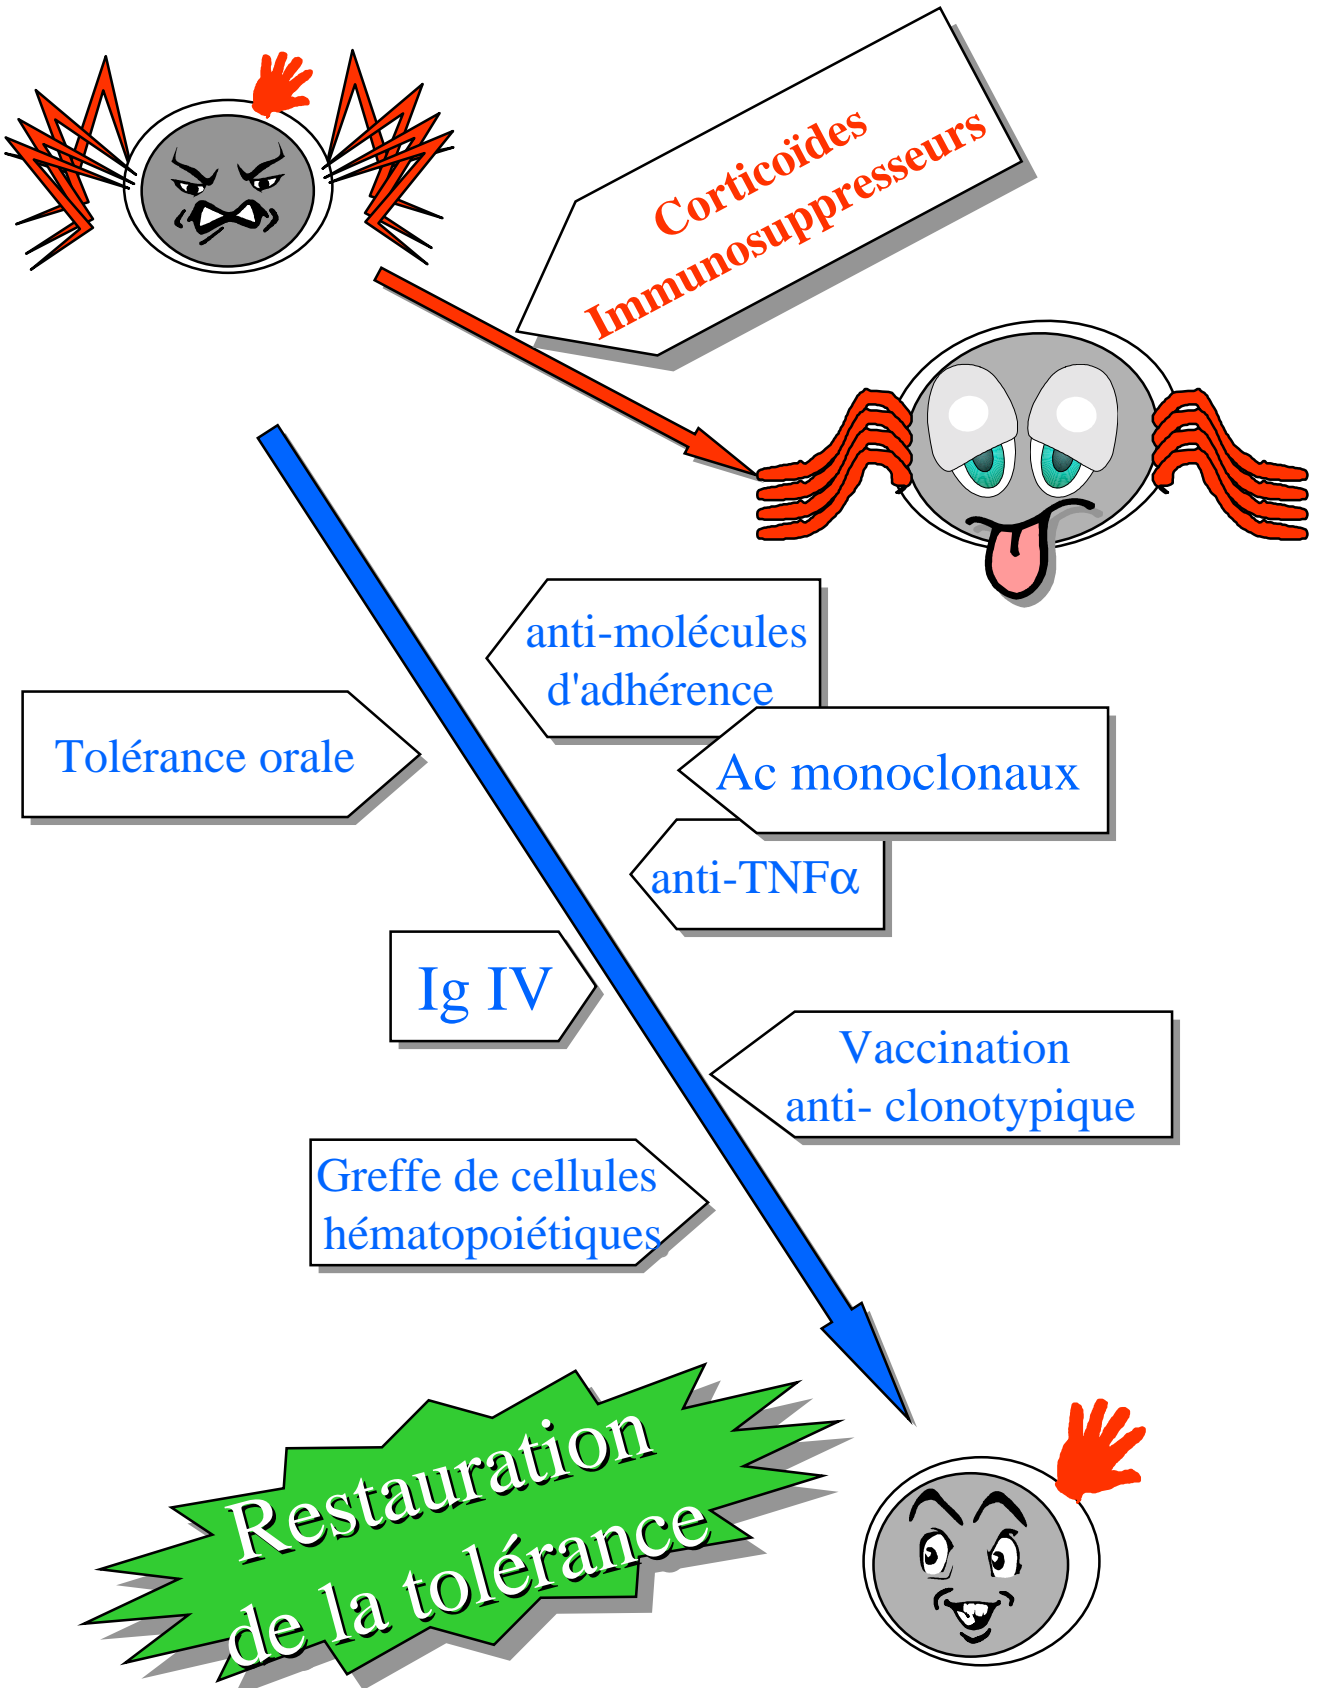 Corticoïdes
Immunosuppresseurs
anti-molécules
d'adhérence
Tolérance orale
Ac monoclonaux
anti-TNFα
Ig IV
Vaccination
anti- clonotypique
Greffe de cellules
hématopoiétiques
Restauration
de la tolérance